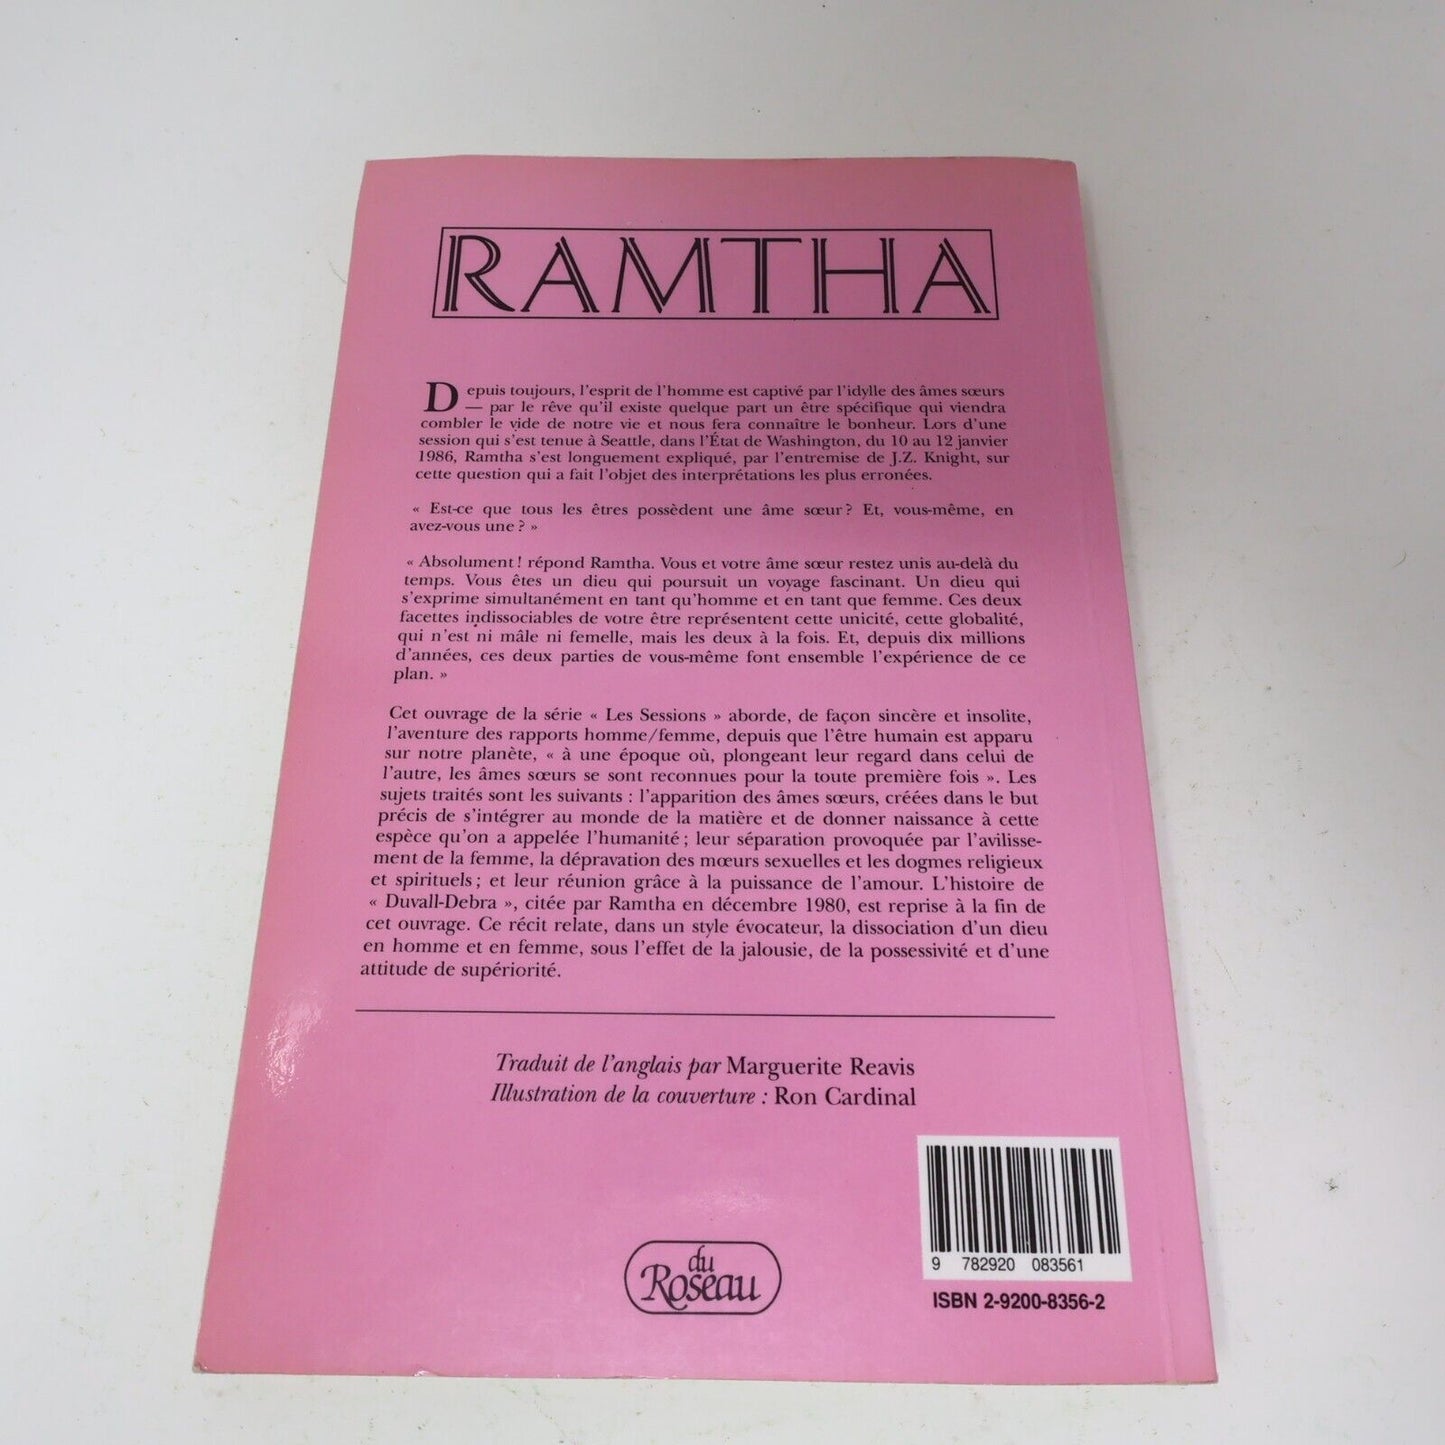 RAMTHA
Depuis toujours, l'esprit de l'homme est captivé par l'idylle des âmes sœurs
— par le rêve qu'il existe quelque part un être spécifique qui viendra
combler le vide de notre vie et nous fera connaître le bonheur. Lors d'une
session qui s'est tenue à Seattle, dans l'État de Washington, du 10 au 12 janvier
1986, Ramtha s'est longuement expliqué, par l'entremise de J.Z. Knight, sur
cette question qui a fait l'objet des interprétations les plus erronées.
« Est-ce que tous les êtres possèdent une âme sœur ? Et, vous-même, en
avez-vous une ? »
« Absolument ! répond Ramtha. Vous et votre âme sœur restez unis au-delà du
temps. Vous êtes un dieu qui poursuit un voyage fascinant. Un dieu qui
s'exprime simultanément en tant qu'homme et en tant que femme. Ces deux
facettes indissociables de votre être représentent cette unicité, cette globalité,
qui n'est ni mâle ni femelle, mais les deux à la fois. Et, depuis dix millions
d'années, ces deux parties de vous-même font ensemble l'expérience de ce
plan. »
Cet ouvrage de la série « Les Sessions » aborde, de façon sincère et insolite,
l'aventure des rapports homme/femme, depuis que l'être humain est apparu
sur notre planète, « à une époque où, plongeant leur regard dans celui de
l'autre, les âmes sœurs se sont reconnues pour la toute première fois ». Les
sujets traités sont les suivants : l'apparition des âmes sœurs, créées dans le but
précis de s'intégrer au monde de la matière et de donner naissance à cette
espèce qu'on a appelée l'humanité ; leur séparation provoquée par l'avilisse-
ment de la femme, la dépravation des mœurs sexuelles et les dogmes religieux
et spirituels ; et leur réunion grâce à la puissance de l'amour. L'histoire de
« Duvall-Debra », citée par Ramtha en décembre 1980, est reprise à la fin de
cet ouvrage. Ce récit relate, dans un style évocateur, la dissociation d'un dieu
en homme et en femme, sous l'effet de la jalousie, de la possessivité et d'une
attitude de supériorité.
Traduit de l'anglais par Marguerite Reavis
Illustration de la couverture : Ron Cardinal
du
Roseau
9 782920 083561
ISBN 2-9200-8356-2